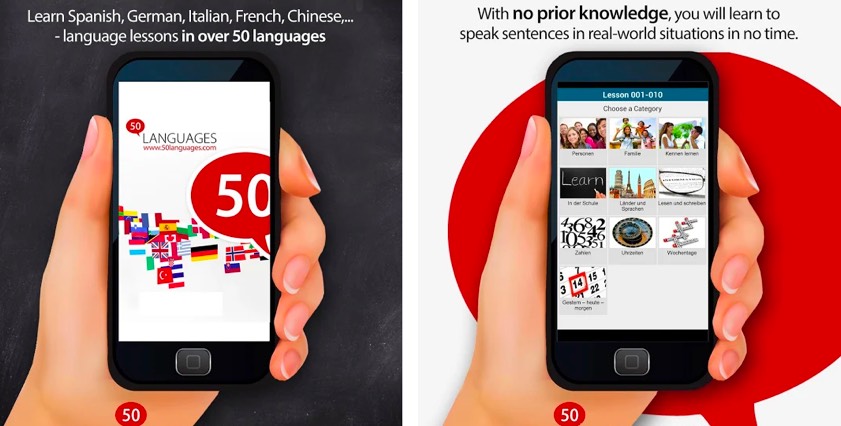 Learn Spanish, German, Italian, French, Chinese,...
- language lessons in over 50 languages
50
LANGUAGES
www.50languages.com
50
50
With no prior knowledge, you will learn to
speak sentences in real-world situations in no time.
Lesson 001-010
Choose a Category
Personen
Familie
Kennen lernen
Learn
In der Schule
Länder und
Sprachen
Lesen und schreiben
Zahlen
Uhrzeiten
Wochentage
14
Gestern – heute –
morgen
50